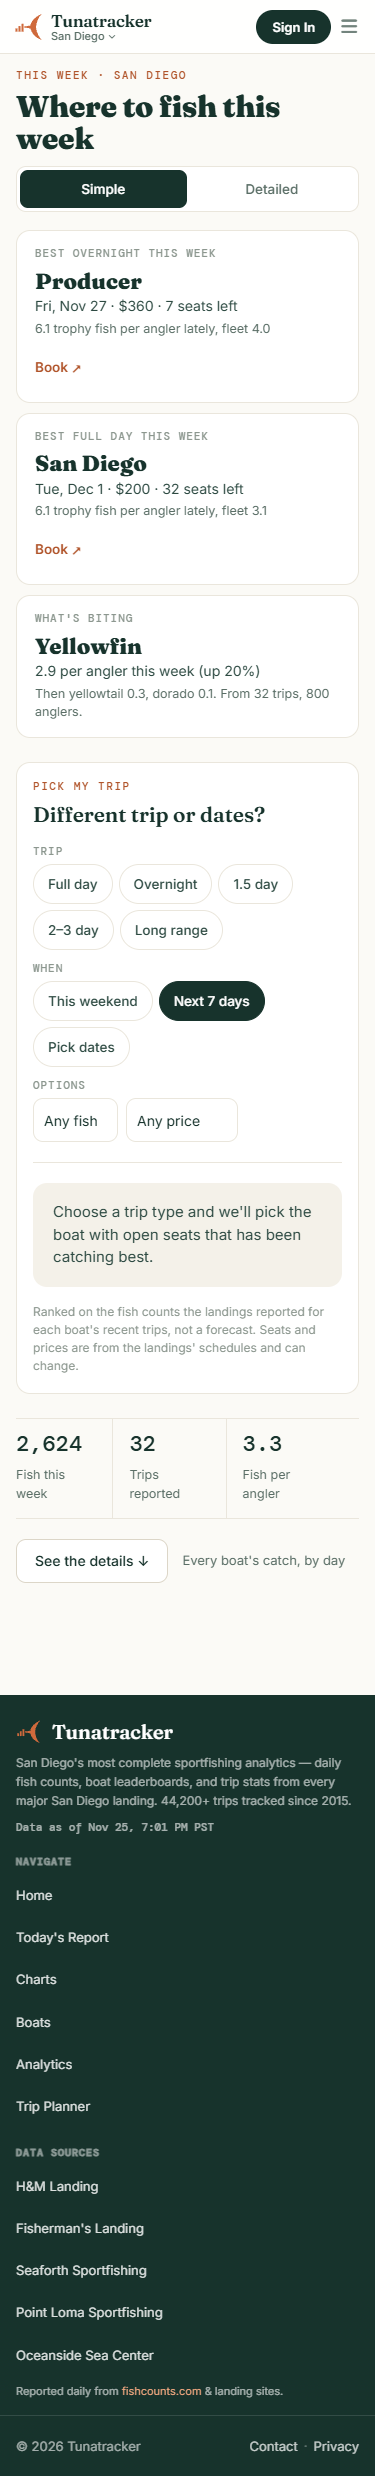 Tunatracker
San Diego
Sign In
THIS WEEK · SAN DIEGO
Where to fish this
week
Simple
Detailed
BEST OVERNIGHT THIS WEEK
Producer
Fri, Nov 27 · $360 · 7 seats left
6.1 trophy fish per angler lately, fleet 4.0
Book ↗
BEST FULL DAY THIS WEEK
San Diego
Tue, Dec 1 · $200 · 32 seats left
6.1 trophy fish per angler lately, fleet 3.1
Book ↗
WHAT'S BITING
Yellowfin
2.9 per angler this week (up 20%)
Then yellowtail 0.3, dorado 0.1. From 32 trips, 800
anglers.
PICK MY TRIP
Different trip or dates?
TRIP
Full day
Overnight
1.5 day
2–3 day
Long range
WHEN
This weekend
Next 7 days
Pick dates
OPTIONS
Any fish
Any price
Choose a trip type and we'll pick the
boat with open seats that has been
catching best.
Ranked on the fish counts the landings reported for
each boat's recent trips, not a forecast. Seats and
prices are from the landings' schedules and can
change.
2,624
Fish this
week
32
Trips
reported
3.3
Fish per
angler
See the details ↓
Every boat's catch, by day
Tunatracker
San Diego's most complete sportfishing analytics — daily
fish counts, boat leaderboards, and trip stats from every
major San Diego landing. 44,200+ trips tracked since 2015.
Data as of Nov 25, 7:01 PM PST
NAVIGATE
Home
Today's Report
Charts
Boats
Analytics
Trip Planner
DATA SOURCES
H&M Landing
Fisherman's Landing
Seaforth Sportfishing
Point Loma Sportfishing
Oceanside Sea Center
Reported daily from fishcounts.com & landing sites.
© 2026 Tunatracker
Contact · Privacy